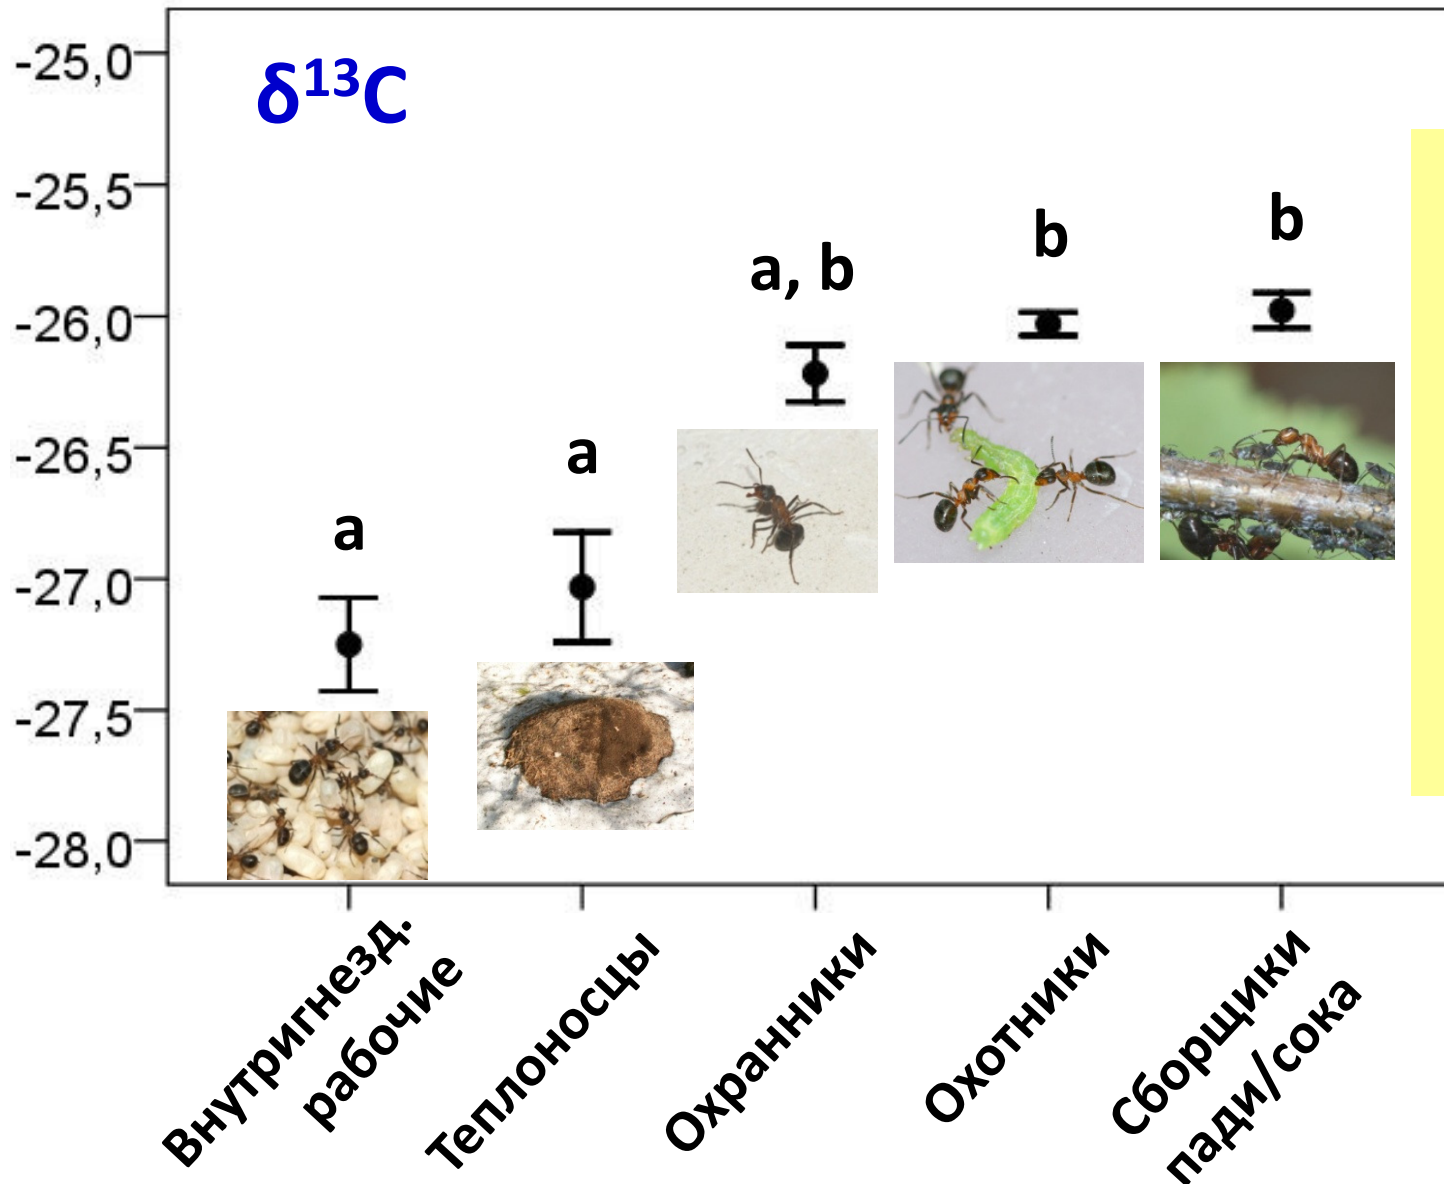 δ¹³C
-25,0
-25,5
-26,0
-26,5
-27,0
-27,5
-28,0
a
a
a, b
b
b
Внутригнезд.
рабочие
Теплоносцы
Охранники
Охотники
Сборщики
пади/сока